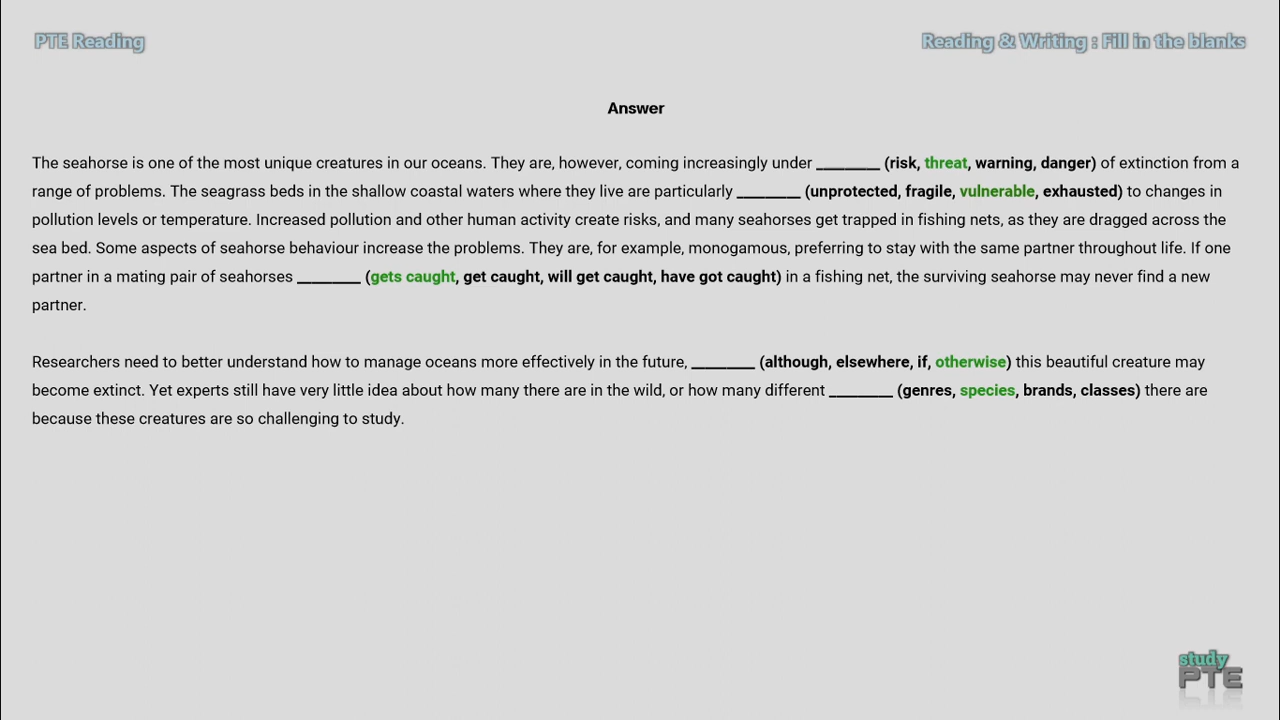 PTE Reading
Reading & Writing : Fill in the blanks
Answer
The seahorse is one of the most unique creatures in our oceans. They are, however, coming increasingly under ________ (risk, threat, warning, danger) of extinction from a
range of problems. The seagrass beds in the shallow coastal waters where they live are particularly ________ (unprotected, fragile, vulnerable, exhausted) to changes in
pollution levels or temperature. Increased pollution and other human activity create risks, and many seahorses get trapped in fishing nets, as they are dragged across the
sea bed. Some aspects of seahorse behaviour increase the problems. They are, for example, monogamous, preferring to stay with the same partner throughout life. If one
partner in a mating pair of seahorses ________ (gets caught, get caught, will get caught, have got caught) in a fishing net, the surviving seahorse may never find a new
partner.
Researchers need to better understand how to manage oceans more effectively in the future, ________ (although, elsewhere, if, otherwise) this beautiful creature may
become extinct. Yet experts still have very little idea about how many there are in the wild, or how many different ________ (genres, species, brands, classes) there are
because these creatures are so challenging to study.
study
PTE